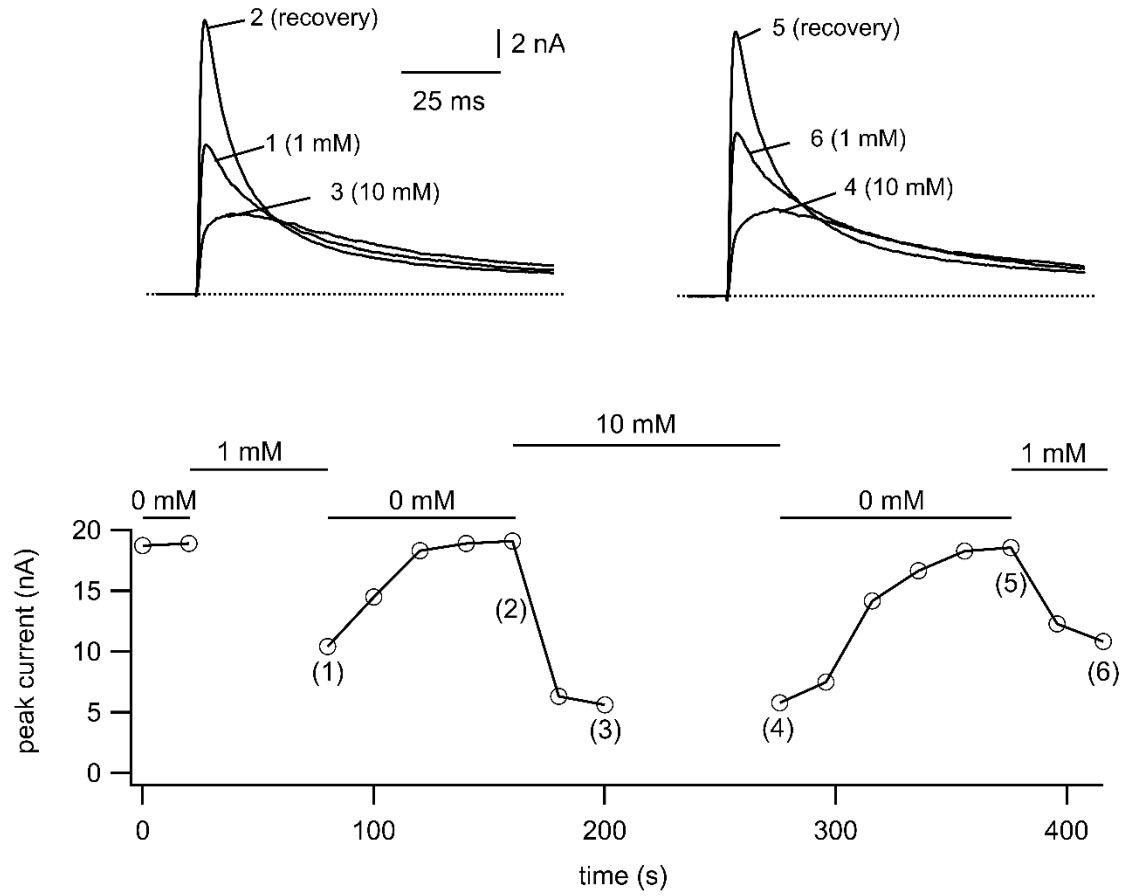 2 (recovery)
2 nA
25 ms
1 (1 mM)
3 (10 mM)
5 (recovery)
6 (1 mM)
4 (10 mM)
10 mM
1 mM
1 mM
0 mM
0 mM
0 mM
20
15
10
5
0
peak current (nA)
(1)
(2)
(3)
(4)
(5)
(6)
0
100
200
300
400
time (s)